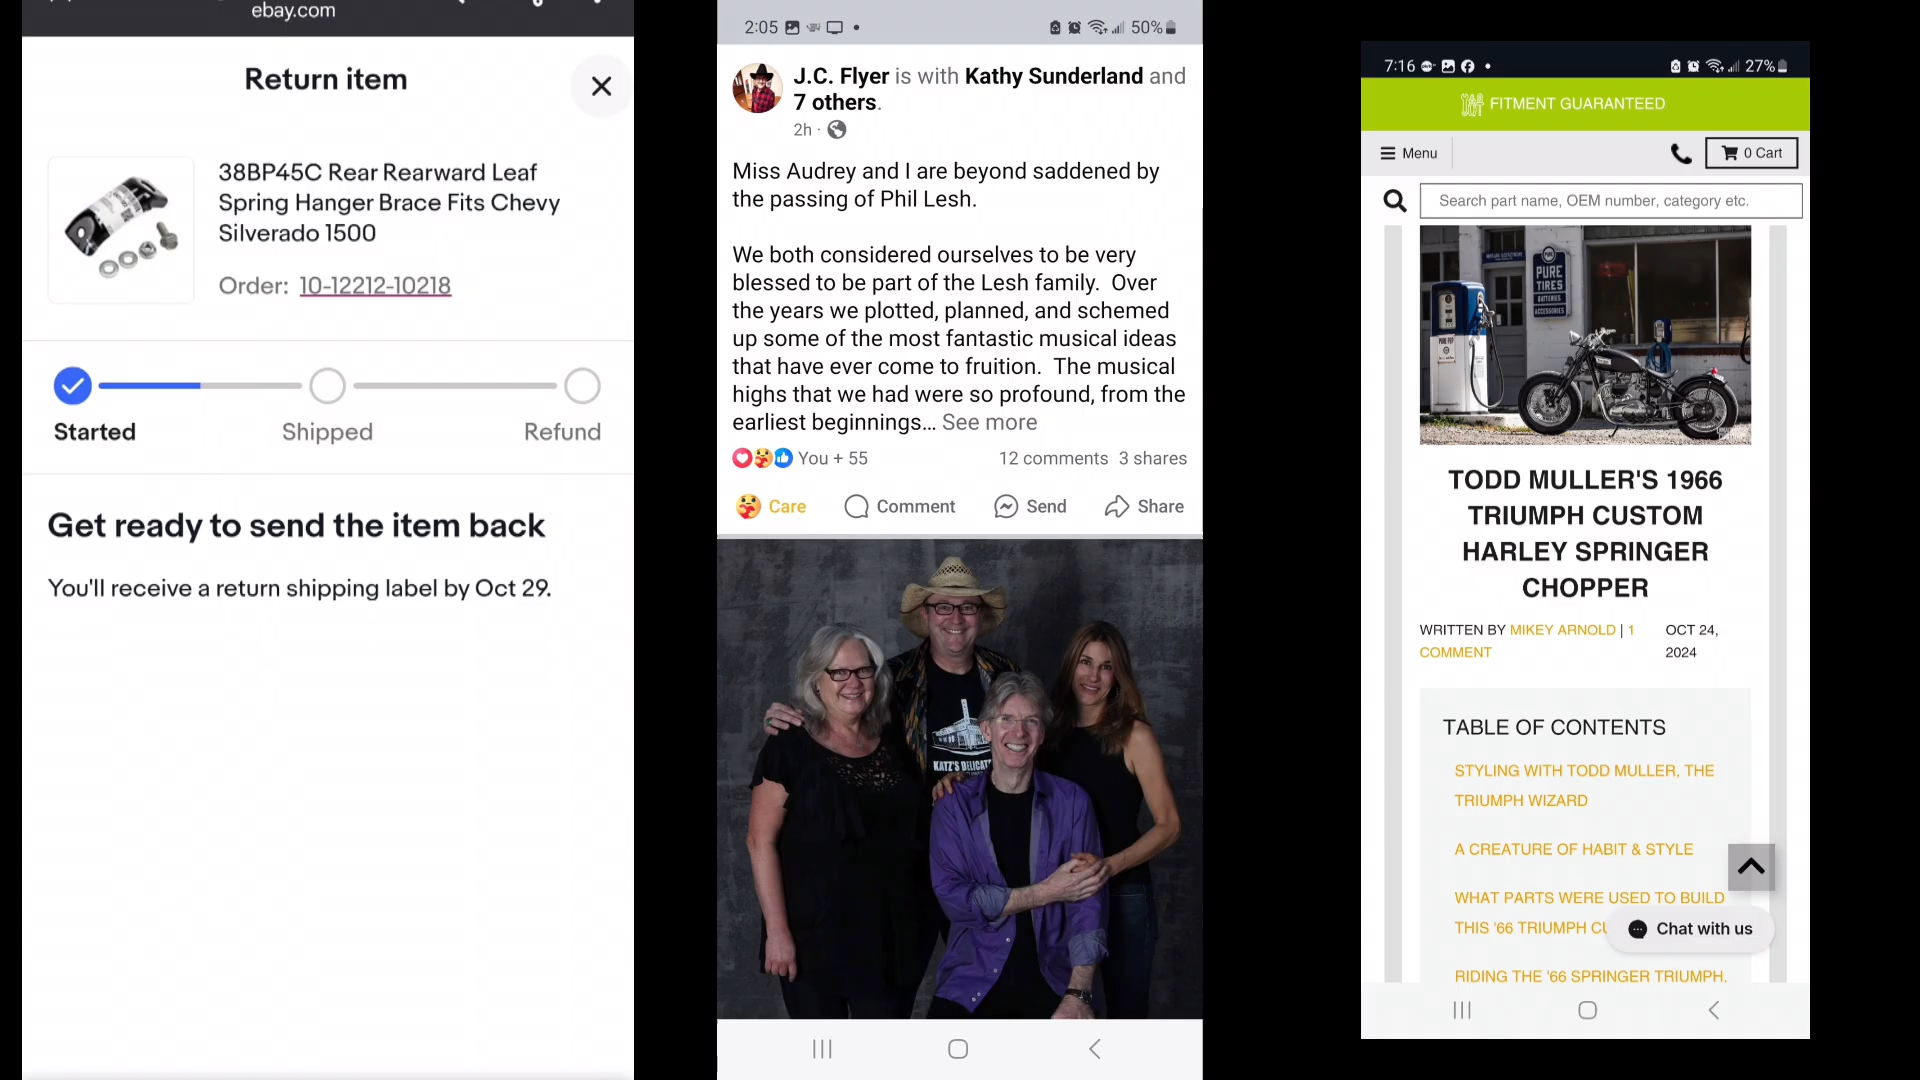 ebay.com
Return item
38BP45C Rear Rearward Leaf
Spring Hanger Brace Fits Chevy
Silverado 1500
Order: 10-12212-10218
Started
Shipped
Refund
Get ready to send the item back
You'll receive a return shipping label by Oct 29.
2:05
50%
J.C. Flyer is with Kathy Sunderland and
7 others.
2h ·
Miss Audrey and I are beyond saddened by
the passing of Phil Lesh.
We both considered ourselves to be very
blessed to be part of the Lesh family. Over
the years we plotted, planned, and schemed
up some of the most fantastic musical ideas
that have ever come to fruition. The musical
highs that we had were so profound, from the
earliest beginnings... See more
You + 55
12 comments 3 shares
Care
Comment
Send
Share
KATZ'S DELICAT
7:16
27%
FITMENT GUARANTEED
Menu
0 Cart
Search part name, OEM number, category etc.
PURE
TIRES
BATTERIES
ACCESSORIES
TODD MULLER'S 1966
TRIUMPH CUSTOM
HARLEY SPRINGER
CHOPPER
WRITTEN BY MIKEY ARNOLD | 1
COMMENT
OCT 24,
2024
TABLE OF CONTENTS
STYLING WITH TODD MULLER, THE
TRIUMPH WIZARD
A CREATURE OF HABIT & STYLE
WHAT PARTS WERE USED TO BUILD
THIS '66 TRIUMPH CU
Chat with us
RIDING THE '66 SPRINGER TRIUMPH,